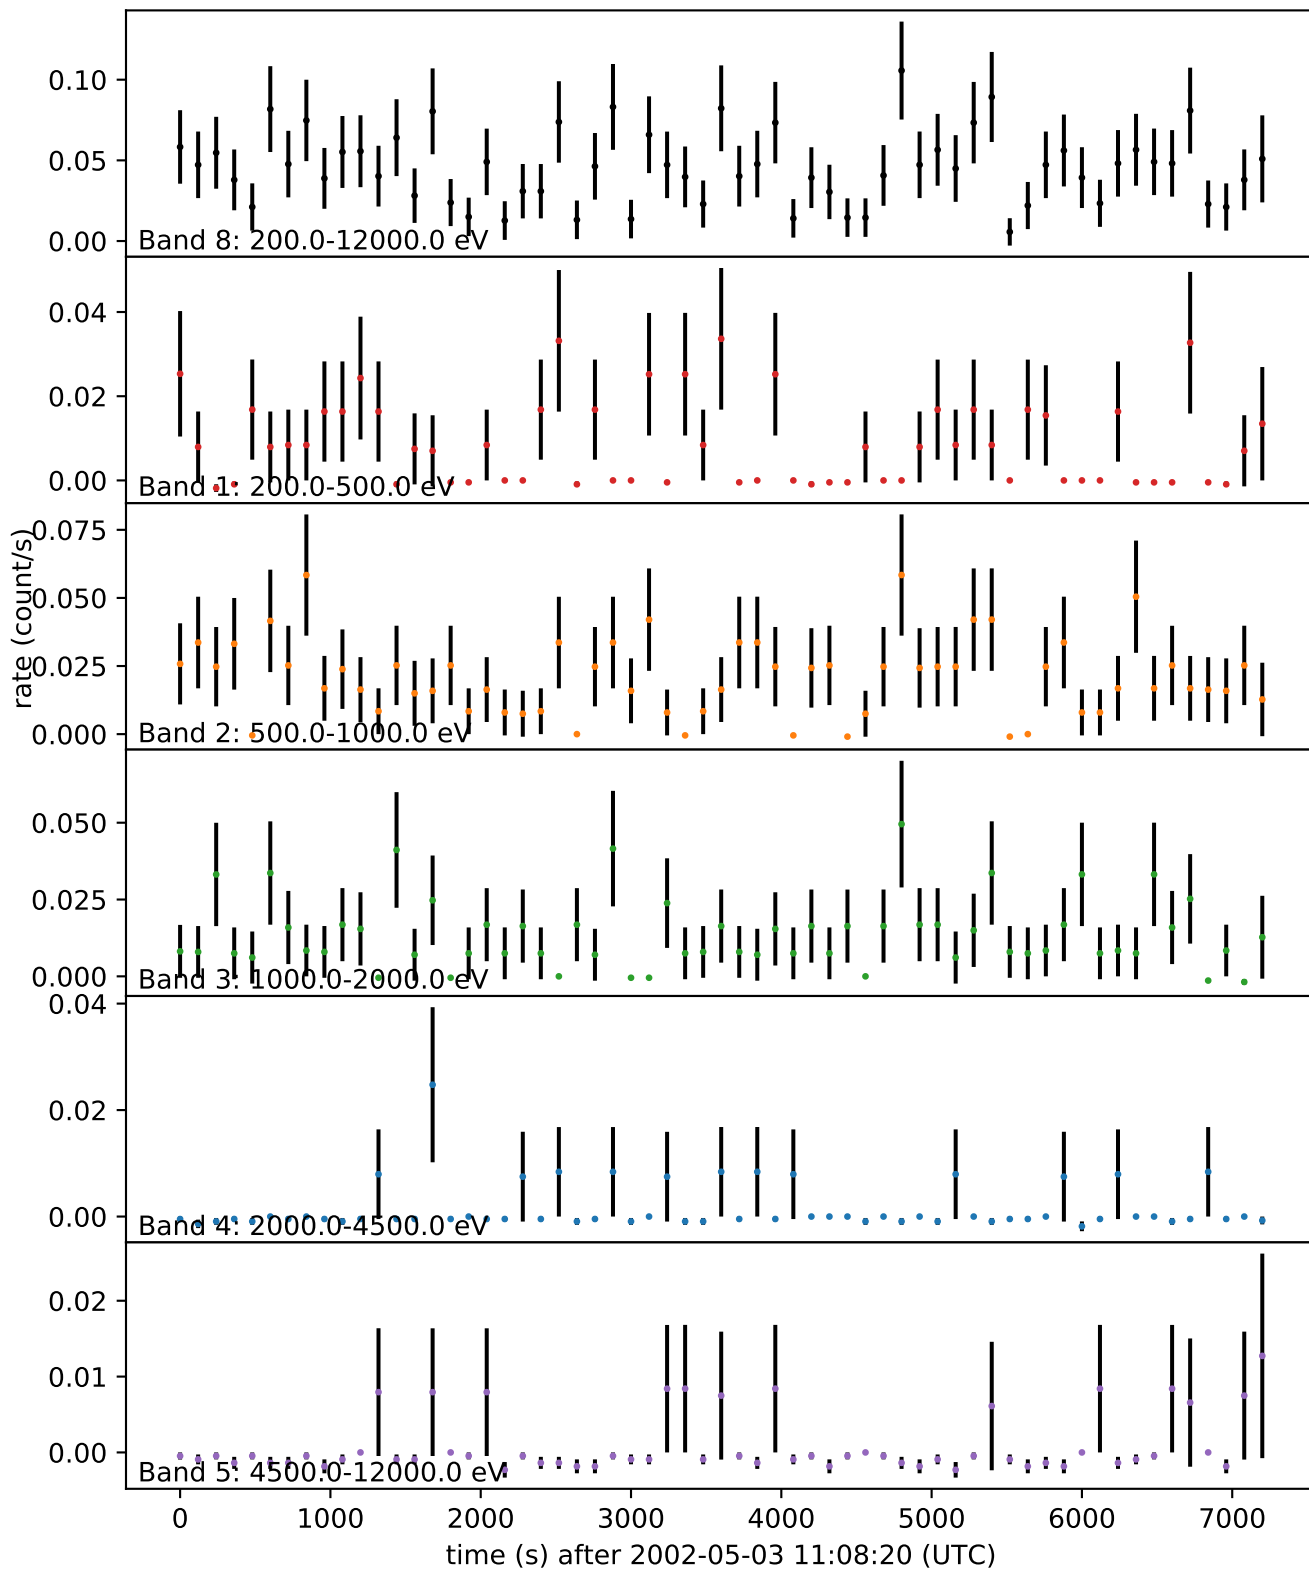 0.10
0.05
0.00
Band 8: 200.0-12000.0 eV
0.04
0.02
0.00
Band 1: 200.0-500.0 eV
rate (count/s)
0.075
0.050
0.025
0.000
Band 2: 500.0-1000.0 eV
0.050
0.025
0.000
Band 3: 1000.0-2000.0 eV
0.04
0.02
0.00
Band 4: 2000.0-4500.0 eV
0.02
0.01
0.00
Band 5: 4500.0-12000.0 eV
0 1000 2000 3000 4000 5000 6000 7000
time (s) after 2002-05-03 11:08:20 (UTC)